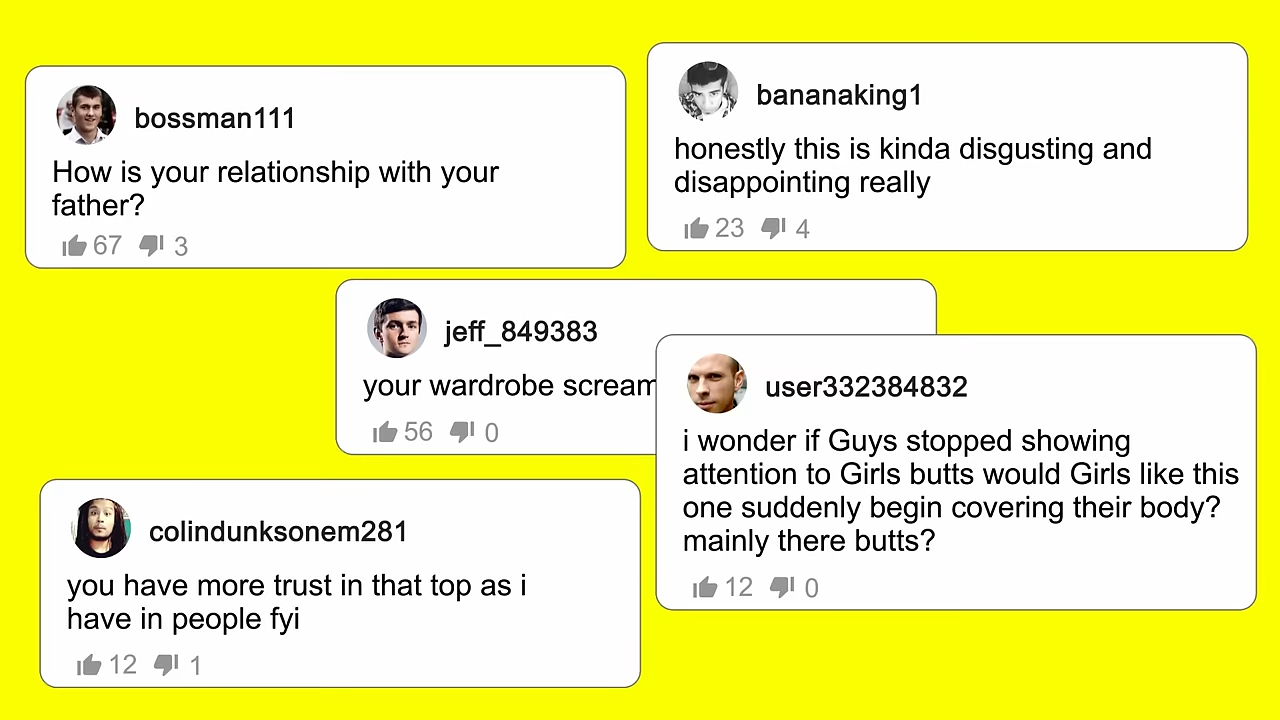 bossman111
How is your relationship with your
father?
67 3
bananaking1
honestly this is kinda disgusting and
disappointing really
23 4
jeff_849383
your wardrobe scream
56 0
user332384832
i wonder if Guys stopped showing
attention to Girls butts would Girls like this
one suddenly begin covering their body?
mainly there butts?
12 0
colindunksonem281
you have more trust in that top as i
have in people fyi
12 1